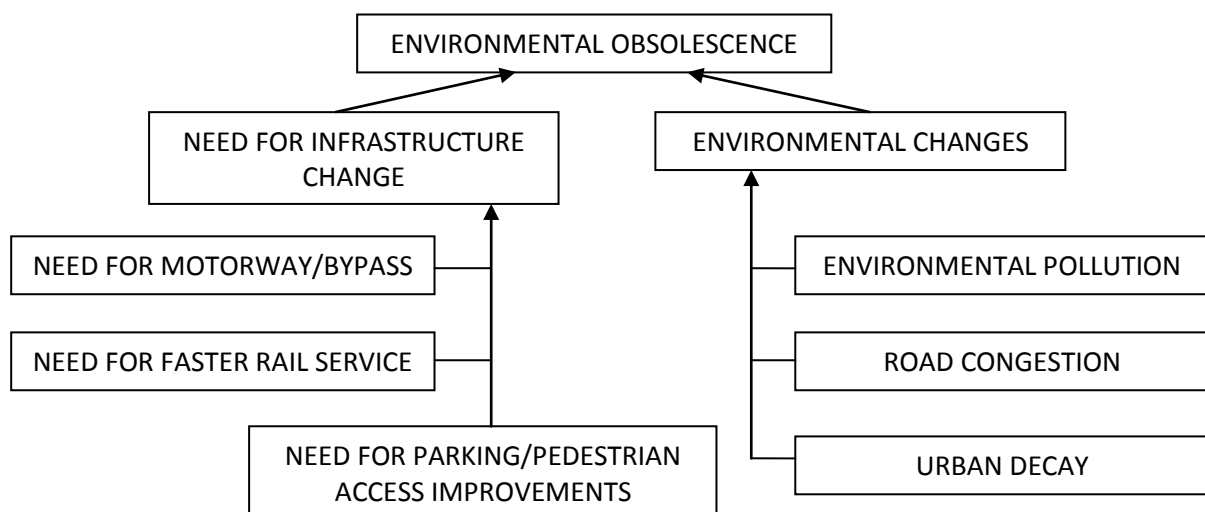 ENVIRONMENTAL OBSOLESCENCE
NEED FOR INFRASTRUCTURE
CHANGE
ENVIRONMENTAL CHANGES
NEED FOR MOTORWAY/BYPASS
ENVIRONMENTAL POLLUTION
NEED FOR FASTER RAIL SERVICE
ROAD CONGESTION
NEED FOR PARKING/PEDESTRIAN
ACCESS IMPROVEMENTS
URBAN DECAY